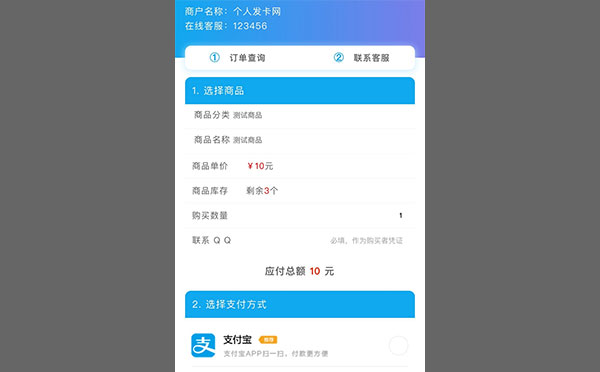 商户名称：个人发卡网
在线客服：123456
① 订单查询 ② 联系客服
1. 选择商品
商品分类 测试商品
商品名称 测试商品
商品单价 ￥10元
商品库存 剩余3个
购买数量 1
联系ＱＱ 必填，作为购买者凭证
应付总额 10 元
2. 选择支付方式
支 支付宝 推荐
支付宝APP扫一扫，付款更方便